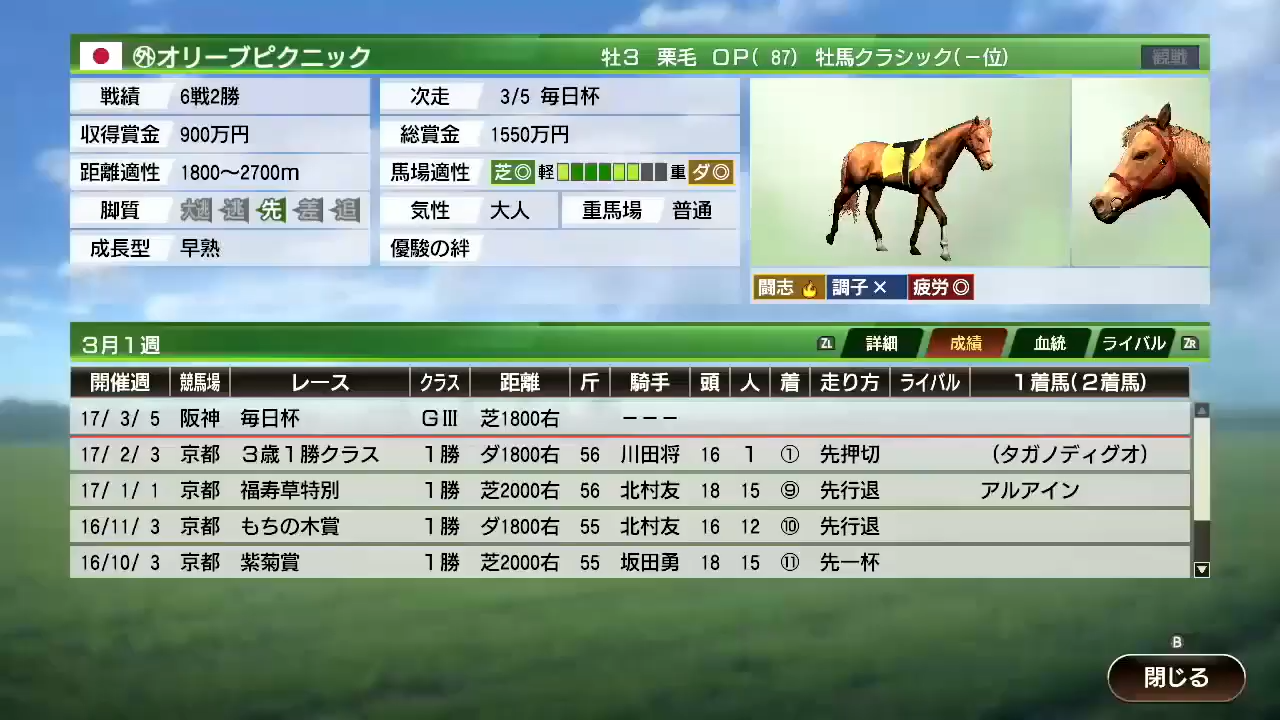 外オリーブピクニック 牡3 栗毛 OP( 87) 牡馬クラシック(－位) 観戦
戦績 6戦2勝 次走 3/5 毎日杯
収得賞金 900万円 総賞金 1550万円
距離適性 1800～2700m 馬場適性 芝◎ 軽 重 ダ◎
脚質 大逃 逃 先 差 追 気性 大人 重馬場 普通
成長型 早熟 優駿の絆
闘志 調子× 疲労◎
3月1週 ZL 詳細 成績 血統 ライバル ZR
開催週 競馬場 レース クラス 距離 斤 騎手 頭 人 着 走り方 ライバル 1着馬(2着馬)
17/ 3/ 5 阪神 毎日杯 GⅢ 芝1800右 －－－
17/ 2/ 3 京都 3歳1勝クラス 1勝 ダ1800右 56 川田将 16 1 ① 先押切 (タガノディグオ)
17/ 1/ 1 京都 福寿草特別 1勝 芝2000右 56 北村友 18 15 ⑨ 先行退 アルアイン
16/11/ 3 京都 もちの木賞 1勝 ダ1800右 55 北村友 16 12 ⑩ 先行退
16/10/ 3 京都 紫菊賞 1勝 芝2000右 55 坂田勇 18 15 ⑪ 先一杯
B
閉じる